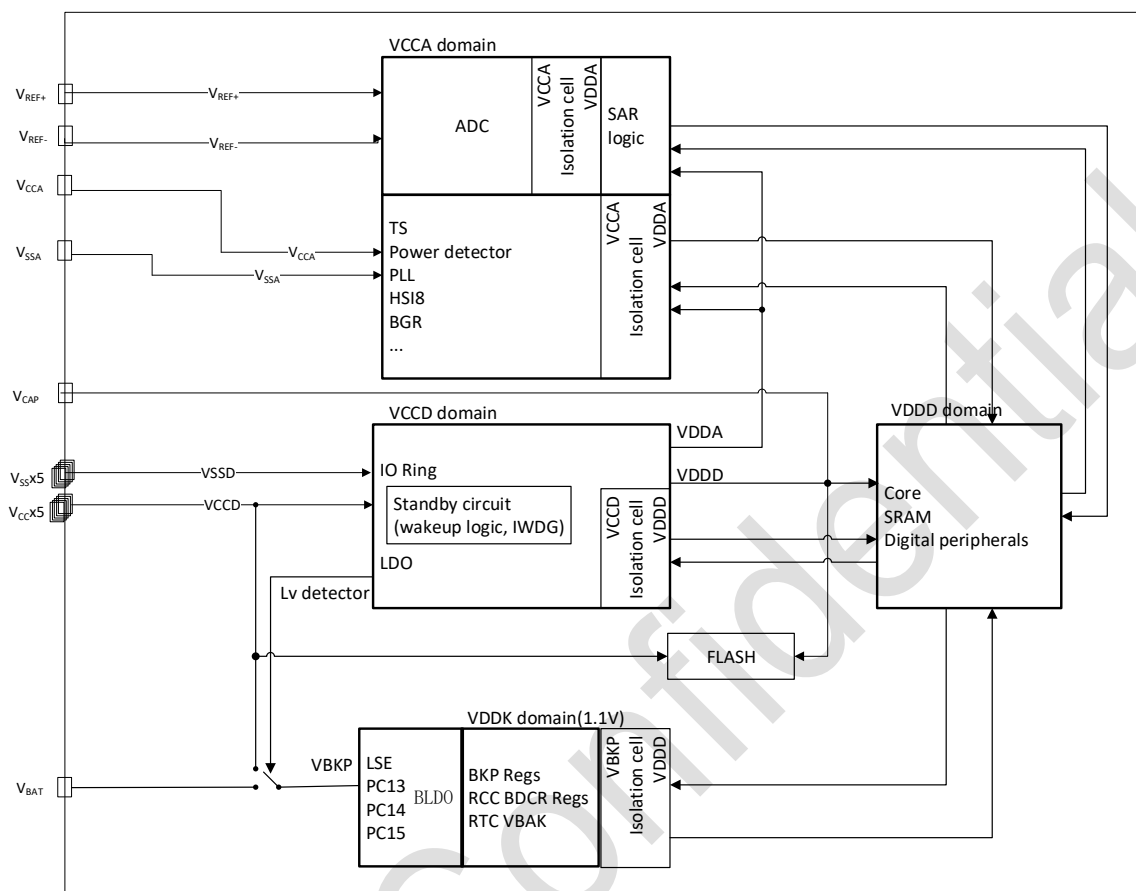 VCCA domain
VREF+
VREF+
VREF-
VREF-
VCCA
VCCA
VSSA
VSSA
ADC
VCCA
Isolation cell
VDDA
SAR
logic
TS
Power detector
PLL
HSI8
BGR
...
VCCA
Isolation cell
VDDA
VCAP
VCCD domain
VDDA
VDDD
VDDD domain
VSSx5
VSSD
VCCx5
VCCD
IO Ring
Standby circuit
(wakeup logic, IWDG)
LDO
Lv detector
VCCD
Isolation cell
VDDD
Core
SRAM
Digital peripherals
FLASH
VDDK domain(1.1V)
VBAT
VBKP
LSE
PC13
PC14
PC15
BLDO
BKP Regs
RCC BDCR Regs
RTC VBAK
VBKP
Isolation cell
VDDD
Confidential